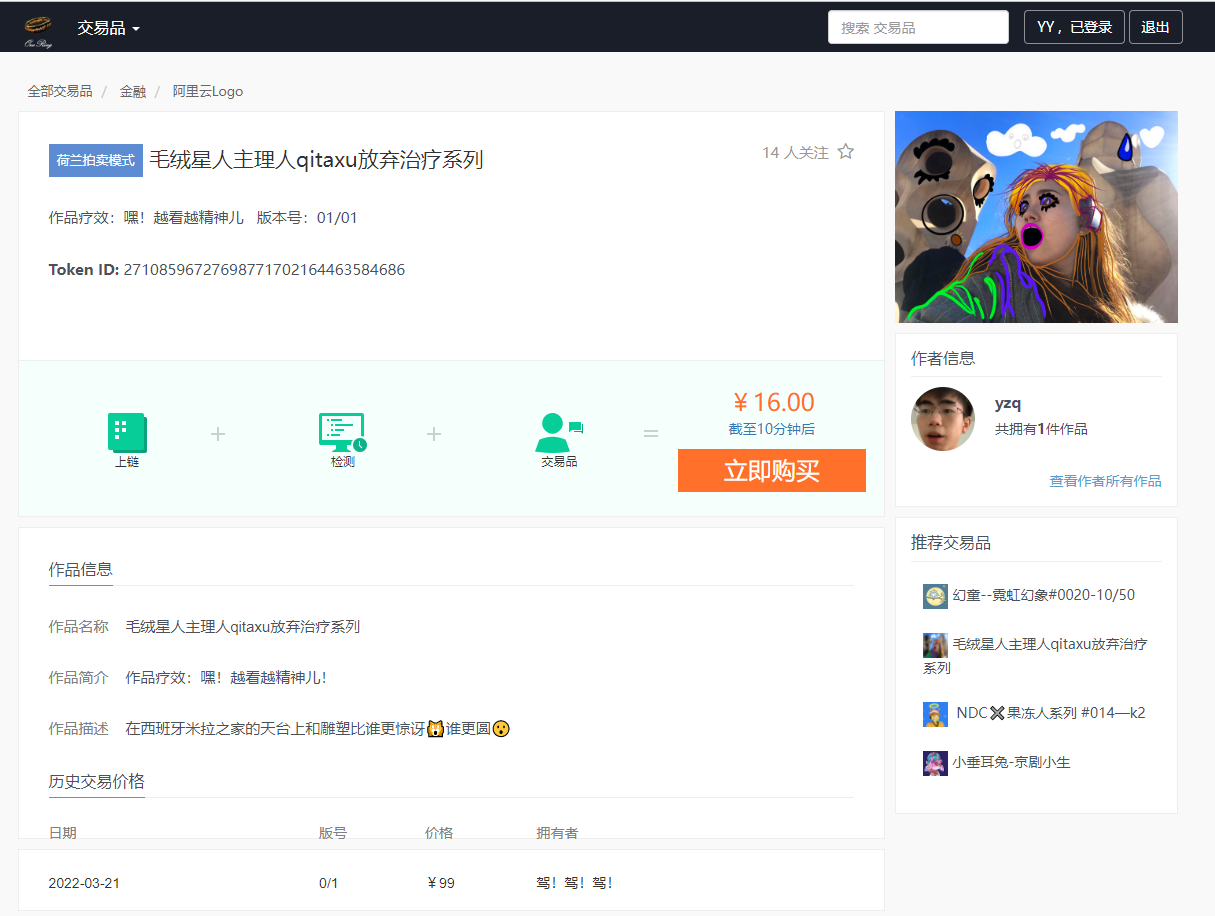 One Ring
交易品
搜索 交易品
YY ，已登录
退出
全部交易品 / 金融 / 阿里云Logo
荷兰拍卖模式 毛绒星人主理人qitaxu放弃治疗系列
14 人关注
作品疗效：嘿！越看越精神儿 版本号：01/01
Token ID: 27108596727698771702164463584686
上链
+
检测
+
交易品
=
￥16.00
截至10分钟后
立即购买
作者信息
yzq
共拥有1件作品
查看作者所有作品
推荐交易品
幻童--霓虹幻象#0020-10/50
毛绒星人主理人qitaxu放弃治疗
系列
NDC✖果冻人系列 #014—k2
小垂耳兔-京剧小生
作品信息
作品名称 毛绒星人主理人qitaxu放弃治疗系列
作品简介 作品疗效：嘿！越看越精神儿！
作品描述 在西班牙米拉之家的天台上和雕塑比谁更惊讶🙀谁更圆😮
历史交易价格
日期 版号 价格 拥有者
2022-03-21 0/1 ￥99 驾！驾！驾！